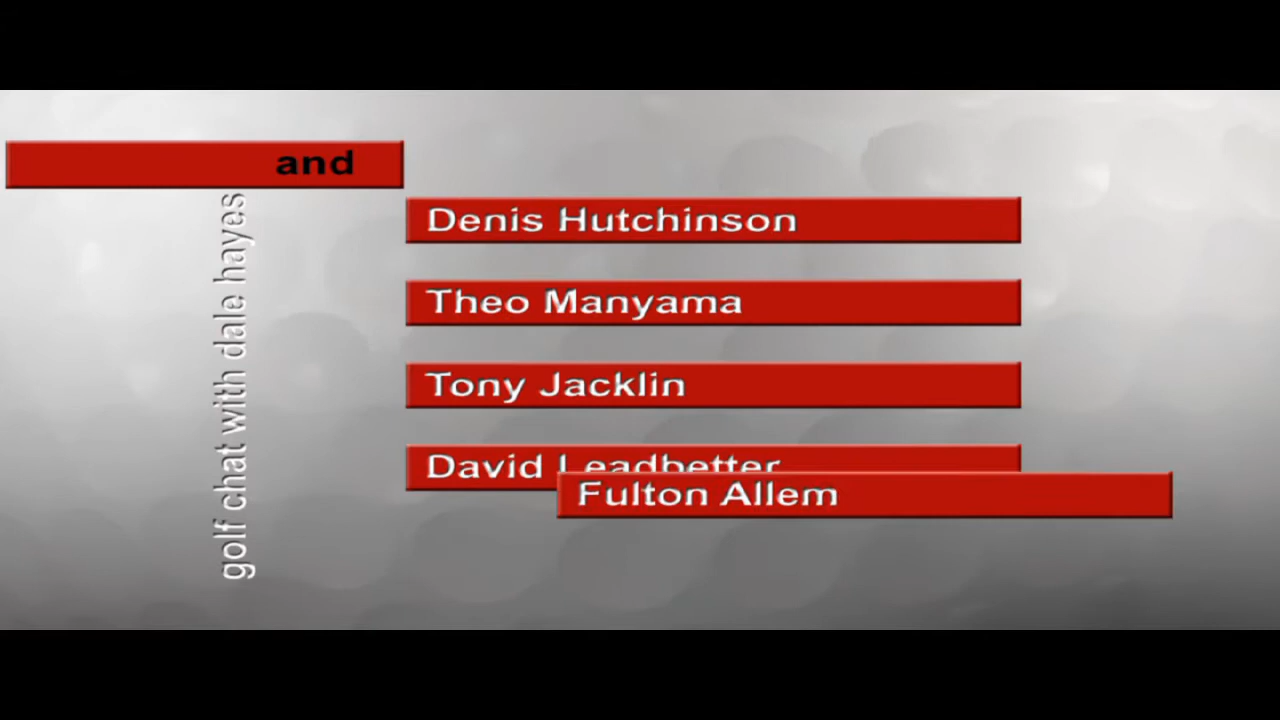 and
golf chat with dale hayes
Denis Hutchinson
Theo Manyama
Tony Jacklin
David Leadbetter
Fulton Allem